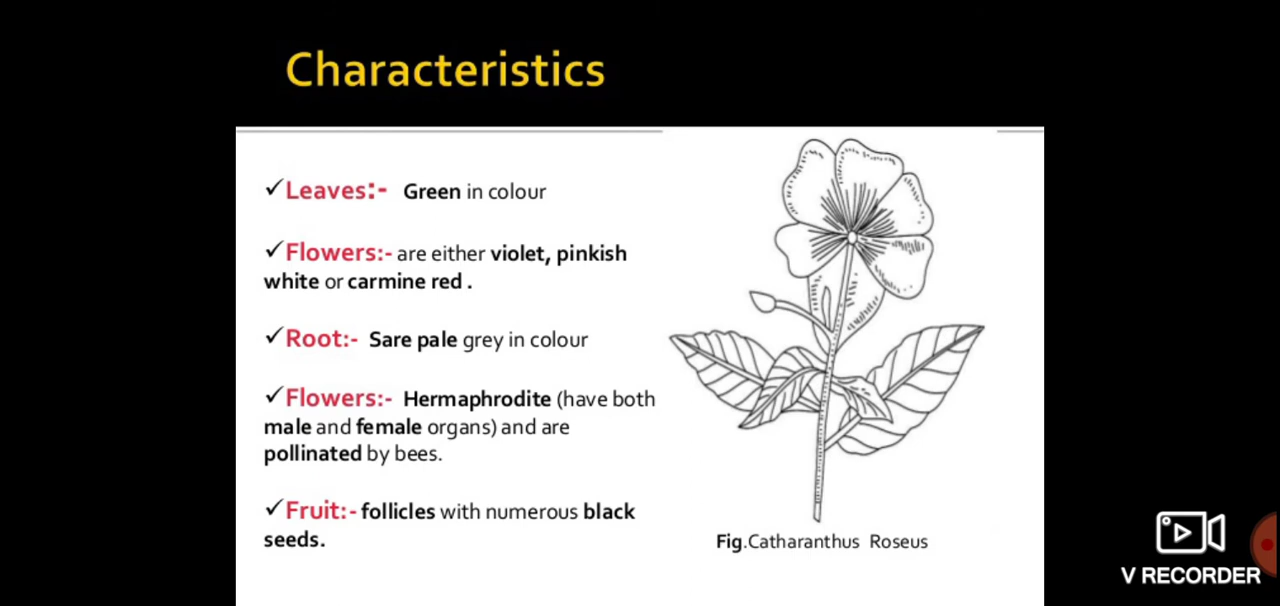 Characteristics
✓Leaves:- Green in colour
✓Flowers:- are either violet, pinkish
white or carmine red .
✓Root:- Sare pale grey in colour
✓Flowers:- Hermaphrodite (have both
male and female organs) and are
pollinated by bees.
✓Fruit:- follicles with numerous black
seeds.
Fig.Catharanthus Roseus
V RECORDER